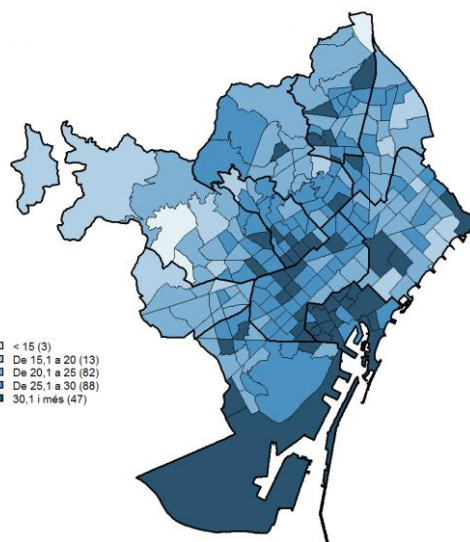 < 15 (3)
De 15,1 a 20 (13)
De 20,1 a 25 (82)
De 25,1 a 30 (88)
30,1 i més (47)